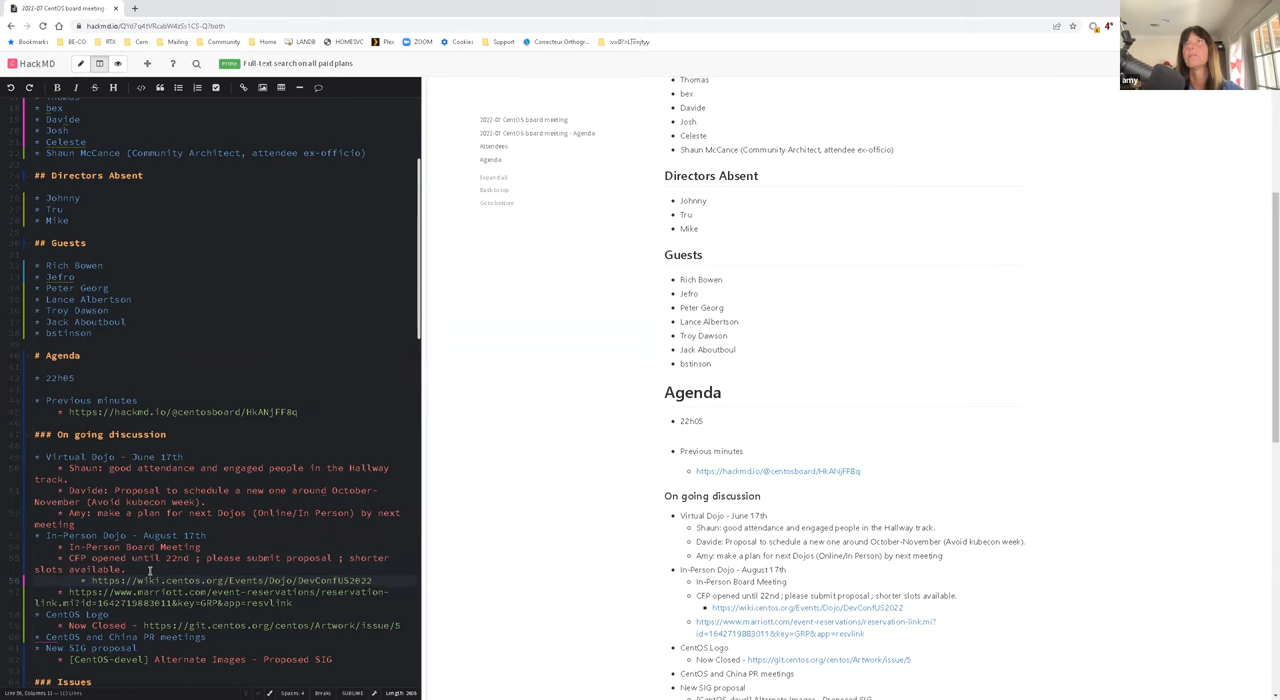 2022-07 CentOS board meeting
Bookmarks BE-CO RTX Cern Mailing Community Home LANDB HOMESVC Plex ZOOM Cookies Support Correcteur Orthogr...
HackMD
Prime Full-text search on all paid plans
amy
* bex
* Davide
* Josh
* Celeste
* Shaun McCance (Community Architect, attendee ex-officio)
## Directors Absent
* Johnny
* Tru
* Mike
## Guests
* Rich Bowen
* Jefro
* Peter Georg
* Lance Albertson
* Troy Dawson
* Jack Aboutboul
* bstinson
# Agenda
* 22h05
* Previous minutes
* https://hackmd.io/@centosboard/HkANjFF8q
### On going discussion
* Virtual Dojo - June 17th
* Shaun: good attendance and engaged people in the Hallway
track.
* Davide: Proposal to schedule a new one around October-
November (Avoid kubecon week).
* Amy: make a plan for next Dojos (Online/In Person) by next
meeting
* In-Person Dojo - August 17th
* In-Person Board Meeting
* CFP opened until 22nd ; please submit proposal ; shorter
slots available.
* https://wiki.centos.org/Events/Dojo/DevConfUS2022
* https://www.marriott.com/event-reservations/reservation-
link.mi?id=1642719883011&key=GRP&app=resvlink
* CentOS Logo
* Now Closed - https://git.centos.org/centos/Artwork/issue/5
* CentOS and China PR meetings
* New SIG proposal
* [CentOS-devel] Alternate Images - Proposed SIG
### Issues
Spaces: 4 Breaks SUBLIME Length: 2606
2022-07 CentOS board meeting
2022-07 CentOS board meeting - Agenda
Attendees
Agenda
Expand all
Back to top
Go to bottom
Thomas
bex
Davide
Josh
Celeste
Shaun McCance (Community Architect, attendee ex-officio)
Directors Absent
Johnny
Tru
Mike
Guests
Rich Bowen
Jefro
Peter Georg
Lance Albertson
Troy Dawson
Jack Aboutboul
bstinson
Agenda
22h05
Previous minutes
https://hackmd.io/@centosboard/HkANjFF8q
On going discussion
Virtual Dojo - June 17th
Shaun: good attendance and engaged people in the Hallway track.
Davide: Proposal to schedule a new one around October-November (Avoid kubecon week).
Amy: make a plan for next Dojos (Online/In Person) by next meeting
In-Person Dojo - August 17th
In-Person Board Meeting
CFP opened until 22nd ; please submit proposal ; shorter slots available.
https://wiki.centos.org/Events/Dojo/DevConfUS2022
https://www.marriott.com/event-reservations/reservation-link.mi?
id=1642719883011&key=GRP&app=resvlink
CentOS Logo
Now Closed - https://git.centos.org/centos/Artwork/issue/5
CentOS and China PR meetings
New SIG proposal
[CentOS-devel] Alternate Images - Proposed SIG